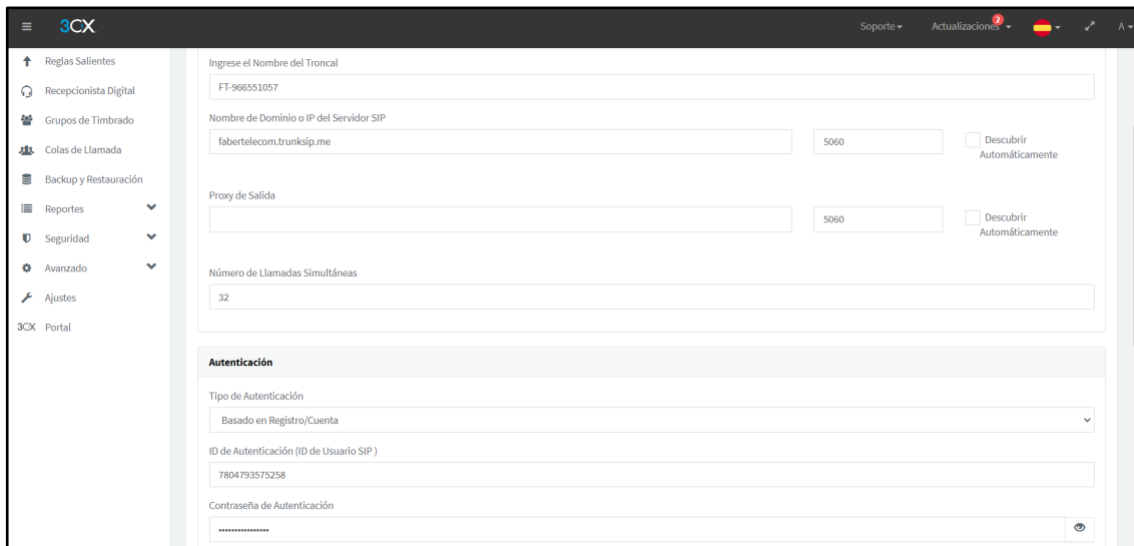 3CX
Soporte
Actualizaciones 2
A
Reglas Salientes
Recepcionista Digital
Grupos de Timbrado
Colas de Llamada
Backup y Restauración
Reportes
Seguridad
Avanzado
Ajustes
3CX Portal
Ingrese el Nombre del Troncal
FT-966551057
Nombre de Dominio o IP del Servidor SIP
fabertelecom.trunksip.me
5060
Descubrir
Automáticamente
Proxy de Salida
5060
Descubrir
Automáticamente
Número de Llamadas Simultáneas
32
Autenticación
Tipo de Autenticación
Basado en Registro/Cuenta
ID de Autenticación (ID de Usuario SIP )
7804793575258
Contraseña de Autenticación
••••••••••••••••